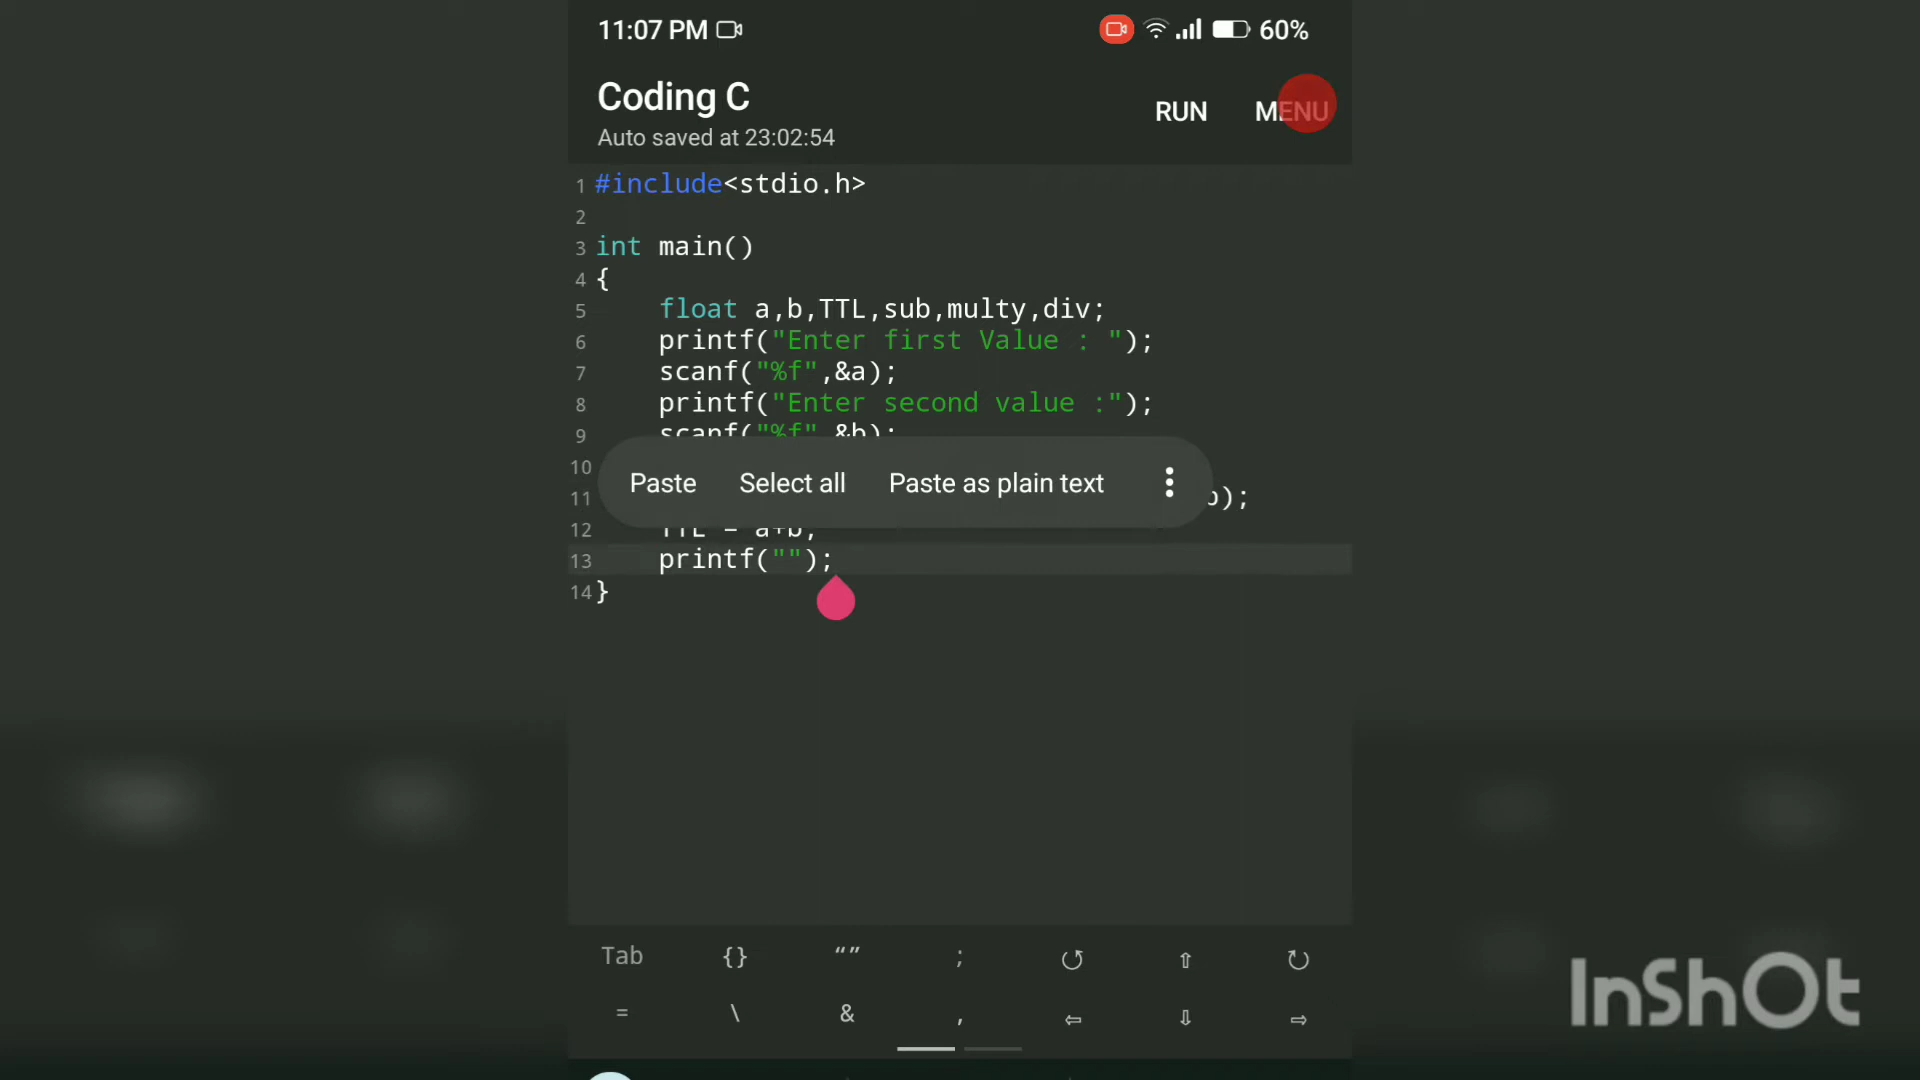 11:07 PM 60%
Coding C
RUN MENU
Auto saved at 23:02:54
1 #include<stdio.h>
2
3 int main()
4 {
5 float a,b,TTL,sub,multy,div;
6 printf("Enter first Value : ");
7 scanf("%f",&a);
8 printf("Enter second value :");
9 scanf("%f",&b);
10
Paste Select all Paste as plain text
11 b);
12 TTL = a+b;
13 printf("");
14 }
Tab {} “” ; ↺ ⇧ ↻
= \ & , ⇦ ⇩ ⇨
InShOt